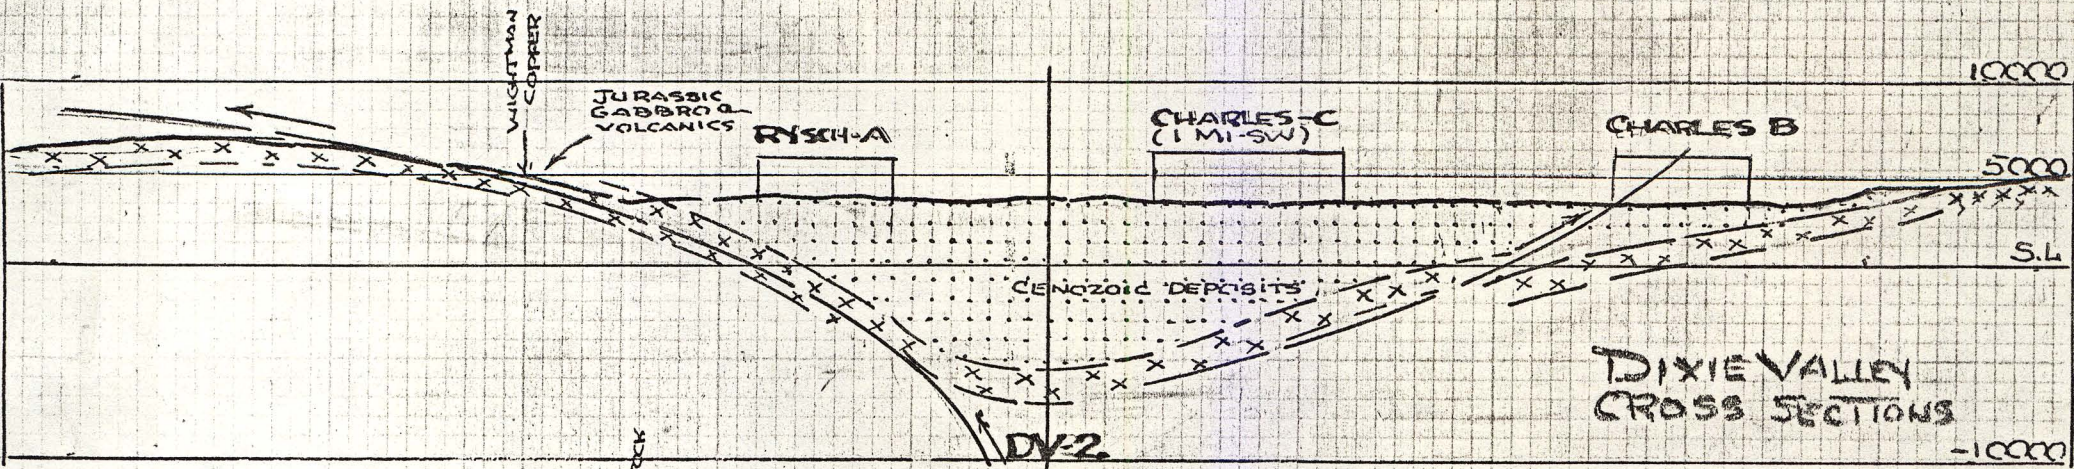 WIGHTMAN
COPPER
10000
JURASSIC
GABBRO &
VOLCANICS
RYSCH-A
CHARLES-C
(1 MI-SW)
CHARLES B
5000
S.L
CENOZOIC DEPOSITS
DIXIE VALLEY
CROSS SECTIONS
OCK
DV-2
-10000